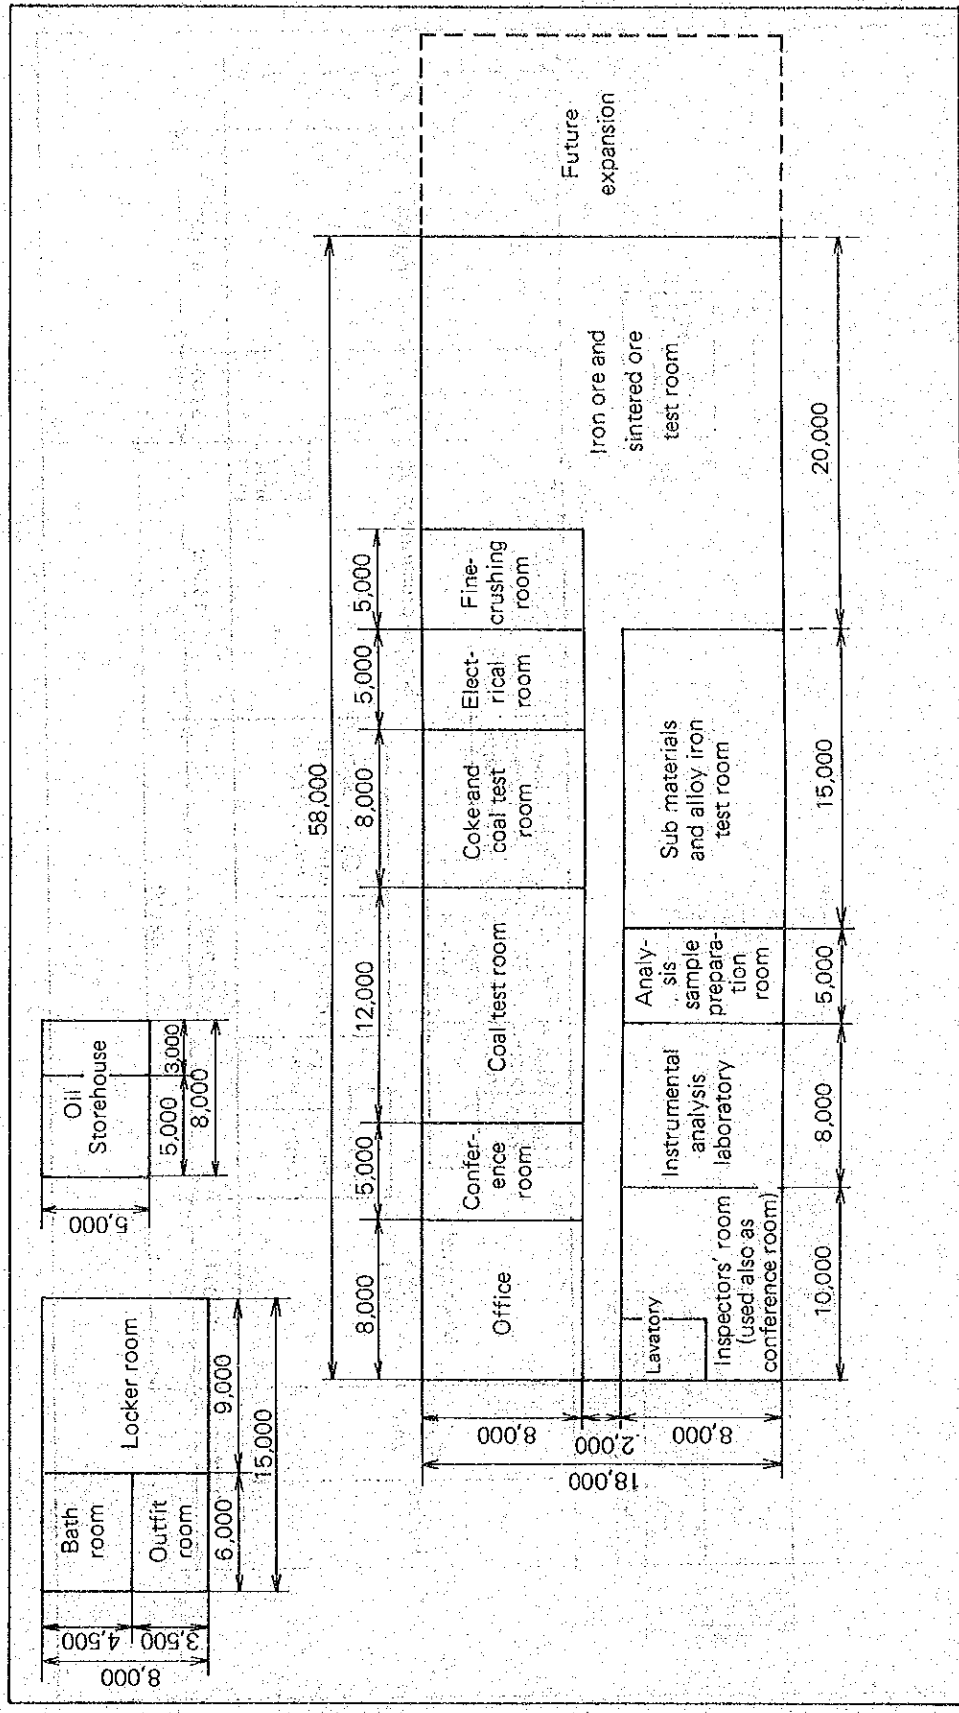 Bath
room
Outfit
room
Locker room
4,500
3,500
8,000
6,000
9,000
15,000
Oil
Storehouse
5,000
5,000
3,000
8,000
58,000
8,000
5,000
12,000
8,000
5,000
5,000
Office
Confer-
ence
room
Coal test room
Coke and
coal test
room
Elect-
rical
room
Fine-
crushing
room
Iron ore and
sintered ore
test room
Future
expansion
8,000
2,000
8,000
18,000
Lavatory
Inspectors' room
(used also as
conference room)
Instrumental
analysis
laboratory
Analy-
sis
sample
prepara-
tion
room
Sub materials
and alloy iron
test room
10,000
8,000
5,000
15,000
20,000